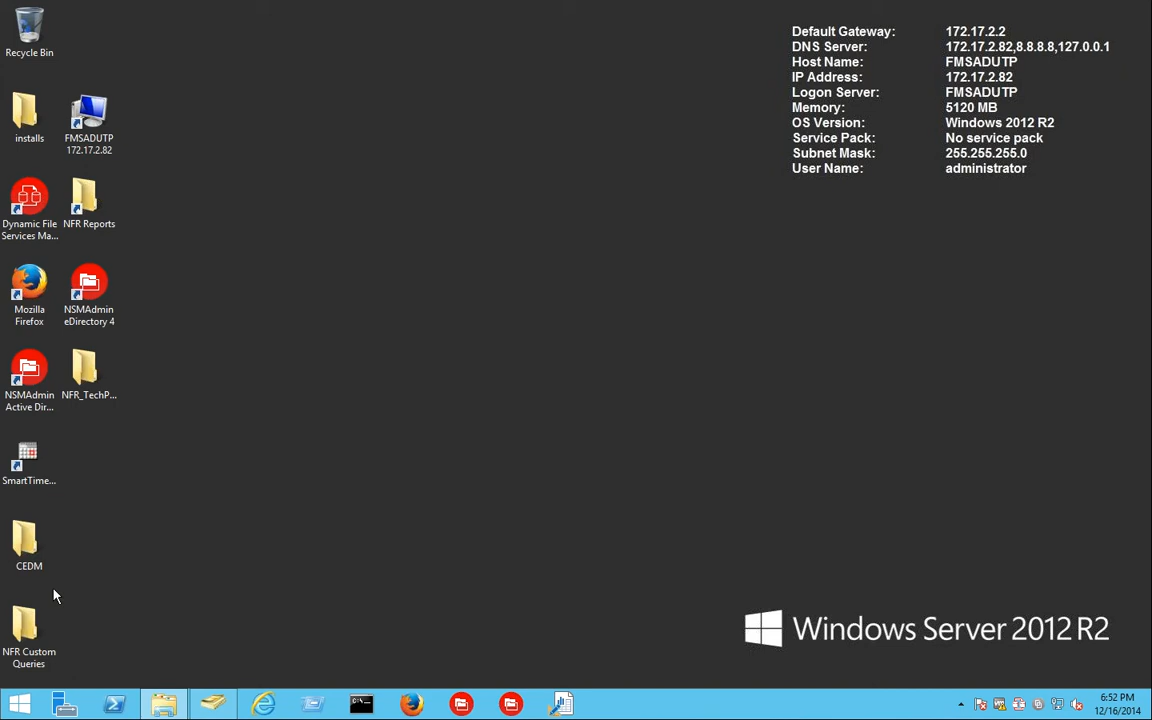 Recycle Bin
installs
FMSADUTP
172.17.2.82
Dynamic File
Services Ma...
NFR Reports
Mozilla
Firefox
NSMAdmin
eDirectory 4
NSMAdmin
Active Dir...
NFR_TechP...
SmartTime...
CEDM
NFR Custom
Queries
Default Gateway: 172.17.2.2
DNS Server: 172.17.2.82,8.8.8.8,127.0.0.1
Host Name: FMSADUTP
IP Address: 172.17.2.82
Logon Server: FMSADUTP
Memory: 5120 MB
OS Version: Windows 2012 R2
Service Pack: No service pack
Subnet Mask: 255.255.255.0
User Name: administrator
Windows Server 2012 R2
6:52 PM
12/16/2014